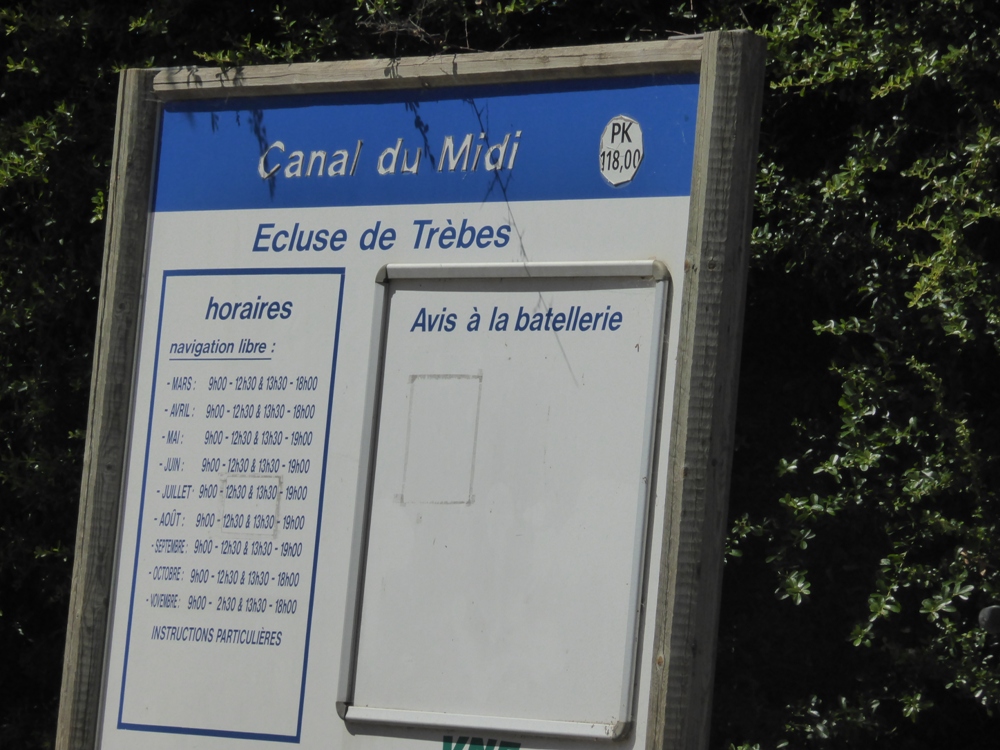 Canal du Midi
PK
118,00
Ecluse de Trèbes
horaires
navigation libre :
- MARS : 9h00 - 12h30 & 13h30 - 18h00
- AVRIL : 9h00 - 12h30 & 13h30 - 18h00
- MAI : 9h00 - 12h30 & 13h30 - 19h00
- JUIN : 9h00 - 12h30 & 13h30 - 19h00
- JUILLET - 9h00 - 12h30 & 13h30 - 19h00
- AOÛT : 9h00 - 12h30 & 13h30 - 19h00
- SEPTEMBRE : 9h00 - 12h30 & 13h30 - 19h00
- OCTOBRE : 9h00 - 12h30 & 13h30 - 18h00
- NOVEMBRE : 9h00 - 2h30 & 13h30 - 18h00
INSTRUCTIONS PARTICULIÈRES
Avis à la batellerie